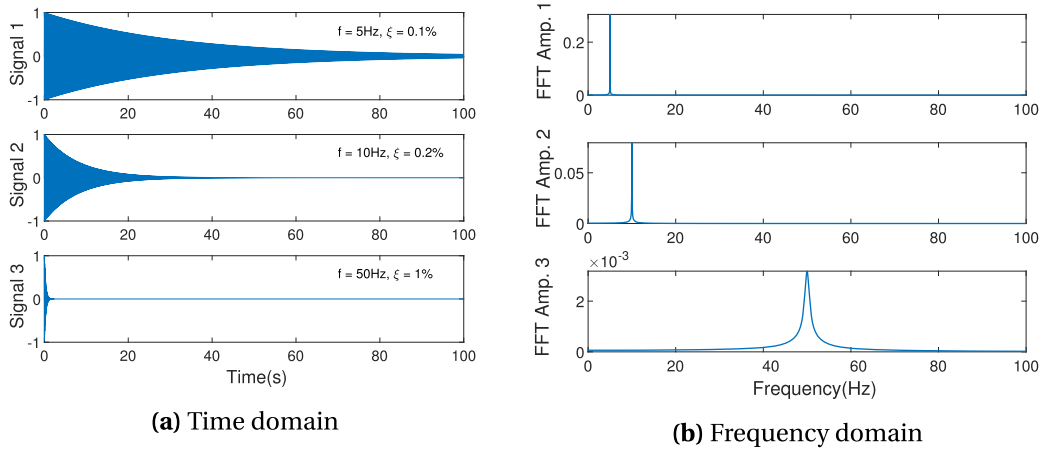 Signal 1
1
0
-1
f = 5Hz, ξ = 0.1%
0 20 40 60 80 100
Signal 2
1
0
-1
f = 10Hz, ξ = 0.2%
0 20 40 60 80 100
Signal 3
1
0
-1
f = 50Hz, ξ = 1%
0 20 40 60 80 100
Time(s)
(a) Time domain
FFT Amp. 1
0.2
0
0 20 40 60 80 100
FFT Amp. 2
0.05
0
0 20 40 60 80 100
×10⁻³
FFT Amp. 3
2
0
0 20 40 60 80 100
Frequency(Hz)
(b) Frequency domain